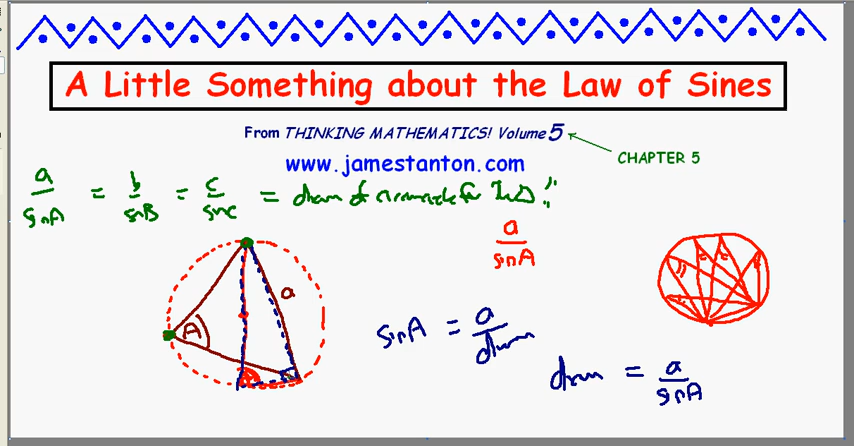 A Little Something about the Law of Sines
From THINKING MATHEMATICS! Volume 5
CHAPTER 5
www.jamestanton.com
a/sinA = b/sinB = c/sinC = diam of circumcircle for
a/sinA
A
a
sinA = a/diam
diam = a/sinA